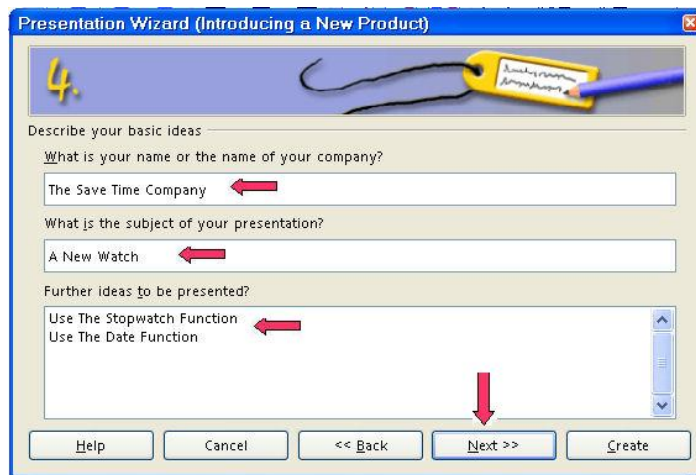 Presentation Wizard (Introducing a New Product)
4.
Describe your basic ideas
What is your name or the name of your company?
The Save Time Company
What is the subject of your presentation?
A New Watch
Further ideas to be presented?
Use The Stopwatch Function
Use The Date Function
Help Cancel << Back Next >> Create